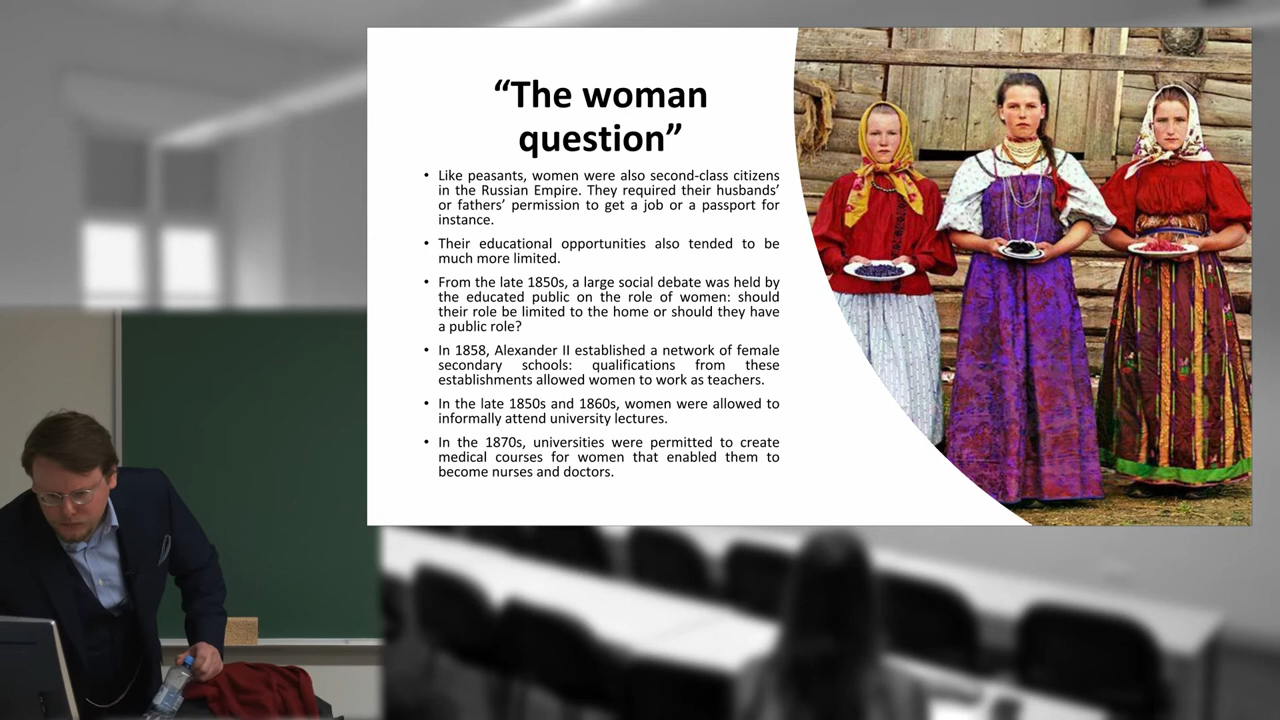 “The woman
question”
• Like peasants, women were also second-class citizens
in the Russian Empire. They required their husbands’
or fathers’ permission to get a job or a passport for
instance.
• Their educational opportunities also tended to be
much more limited.
• From the late 1850s, a large social debate was held by
the educated public on the role of women: should
their role be limited to the home or should they have
a public role?
• In 1858, Alexander II established a network of female
secondary schools: qualifications from these
establishments allowed women to work as teachers.
• In the late 1850s and 1860s, women were allowed to
informally attend university lectures.
• In the 1870s, universities were permitted to create
medical courses for women that enabled them to
become nurses and doctors.